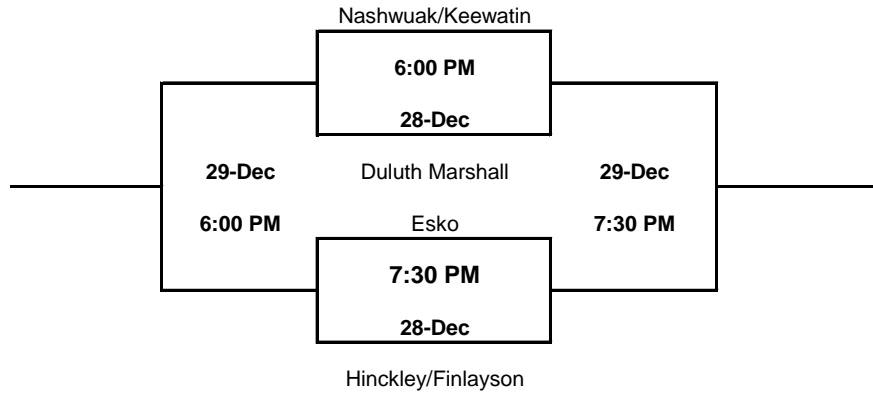 Nashwuak/Keewatin
6:00 PM
28-Dec
29-Dec Duluth Marshall 29-Dec
6:00 PM Esko 7:30 PM
7:30 PM
28-Dec
Hinckley/Finlayson